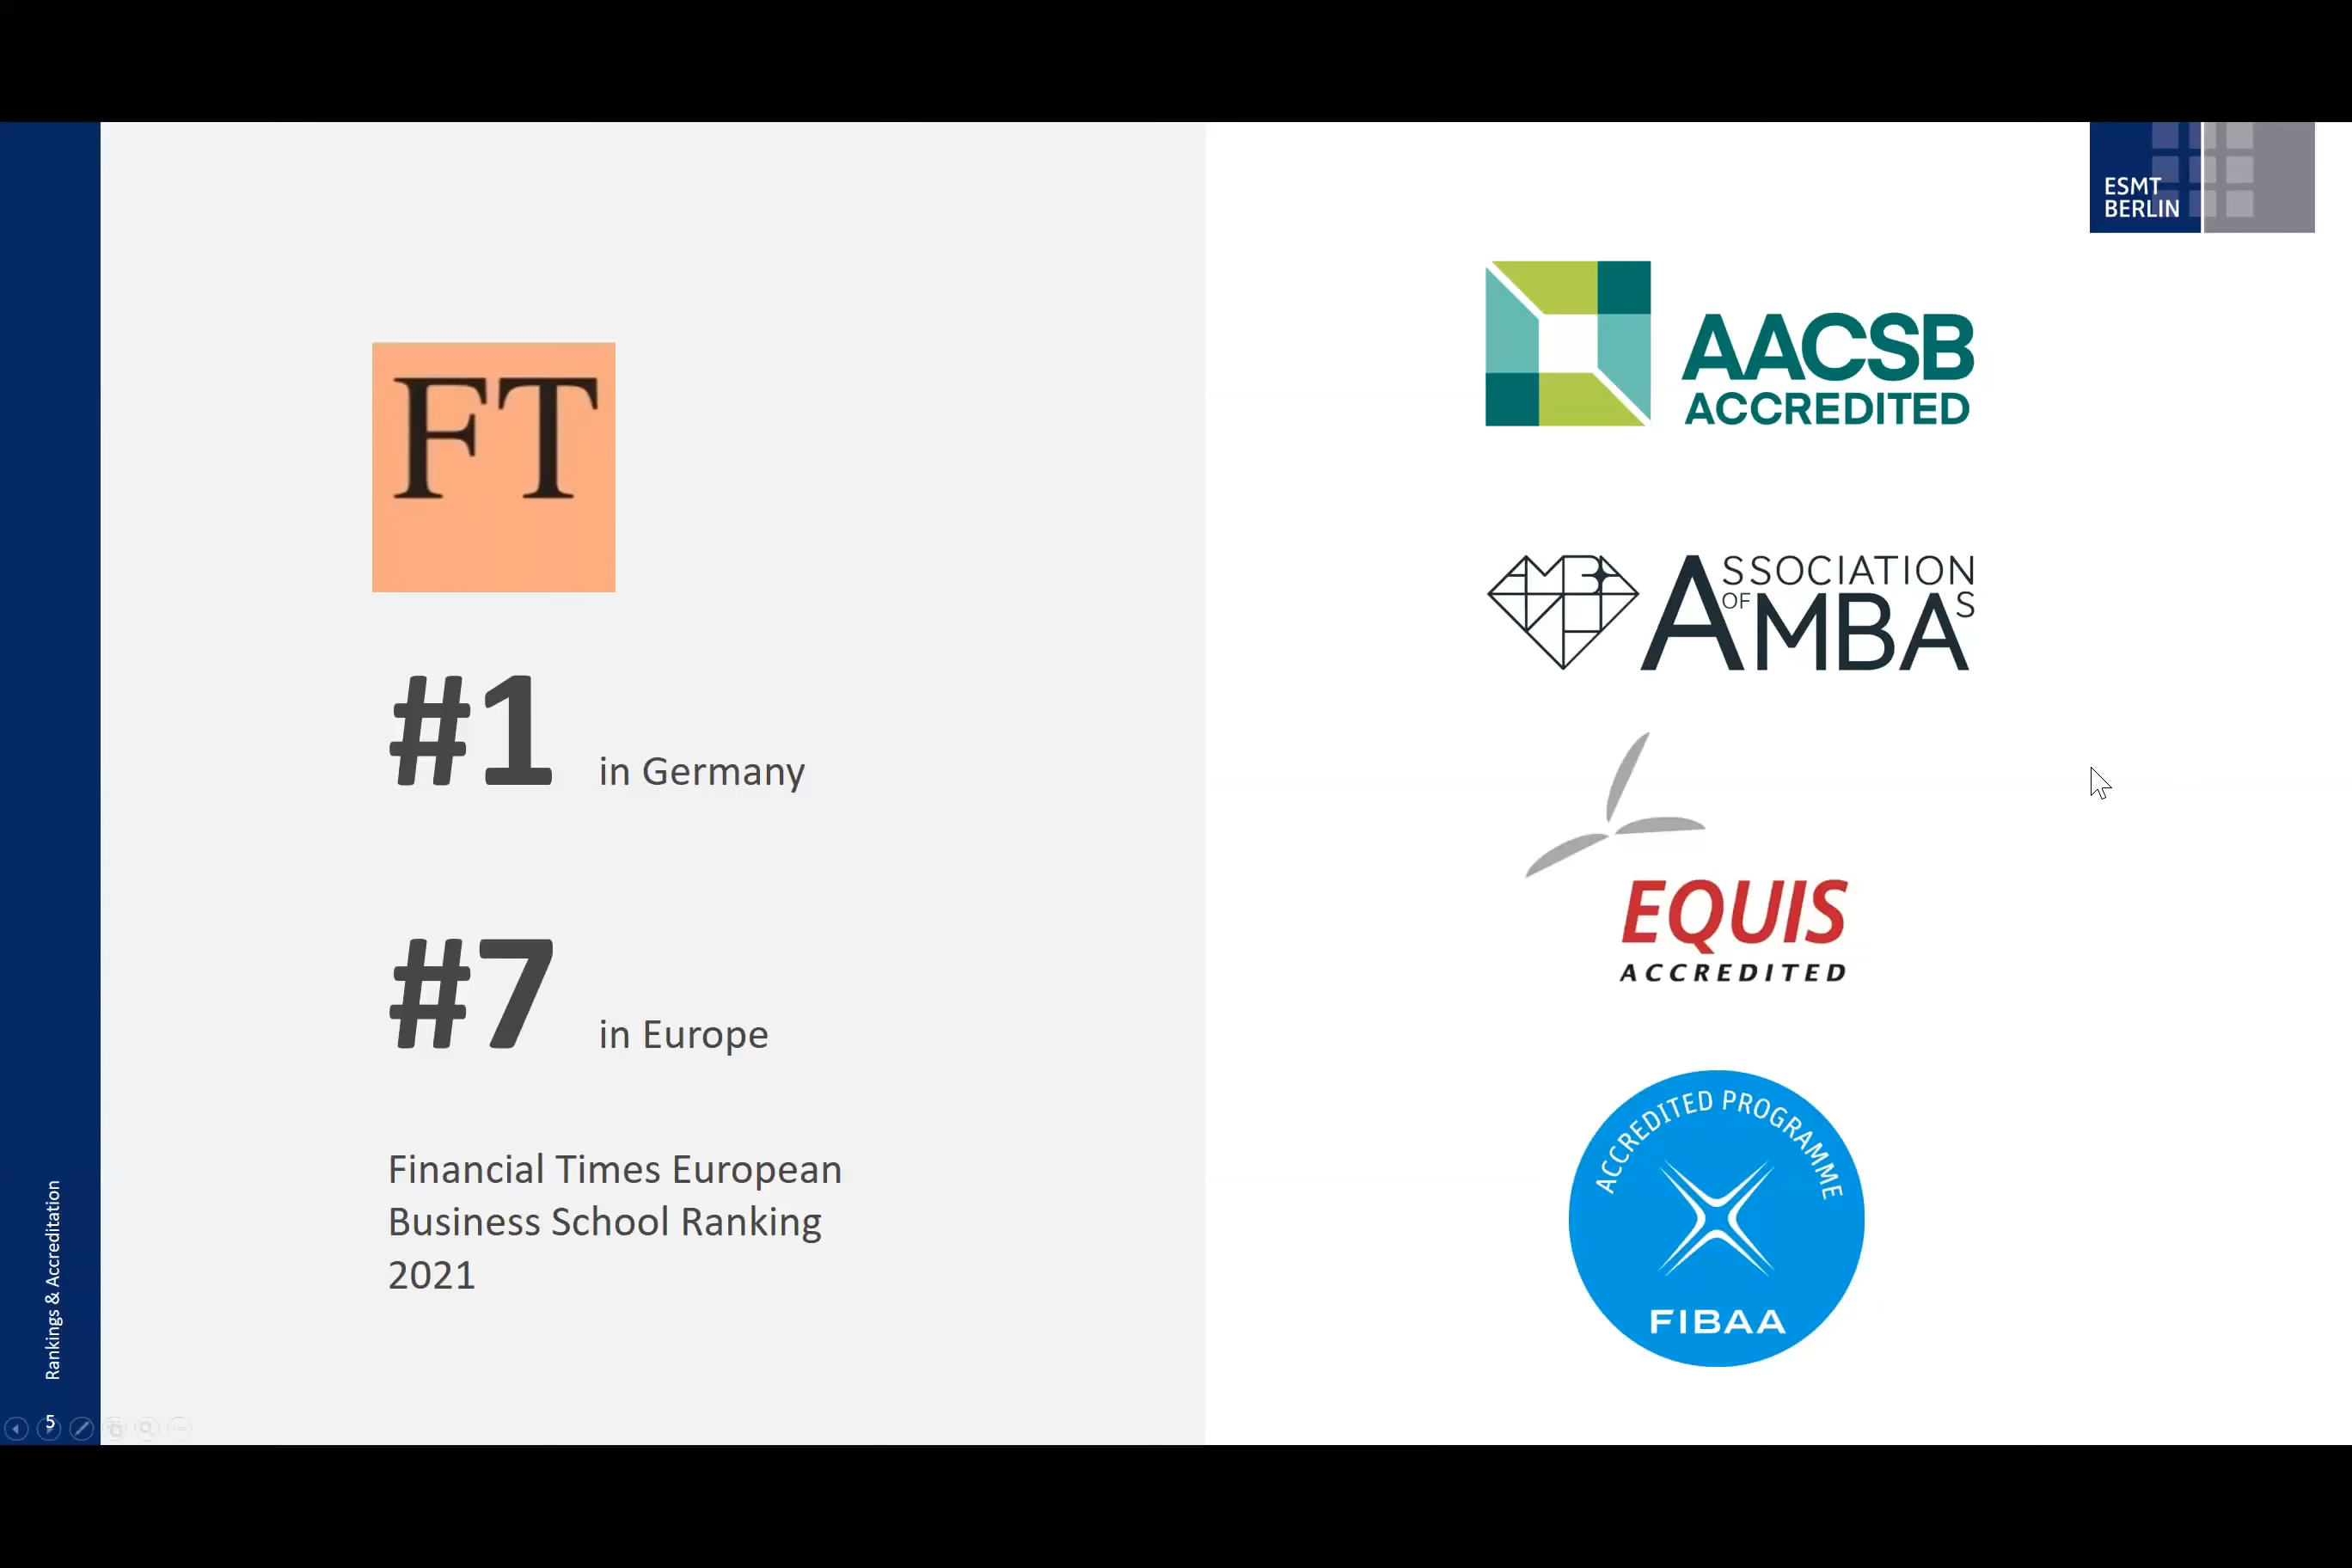 FT
#1 in Germany
#7 in Europe
Financial Times European
Business School Ranking
2021
ESMT
BERLIN
AACSB
ACCREDITED
ASSOCIATION
OF MBAS
EQUIS
ACCREDITED
ACCREDITED PROGRAMME
FIBAA
Rankings & Accreditation
5